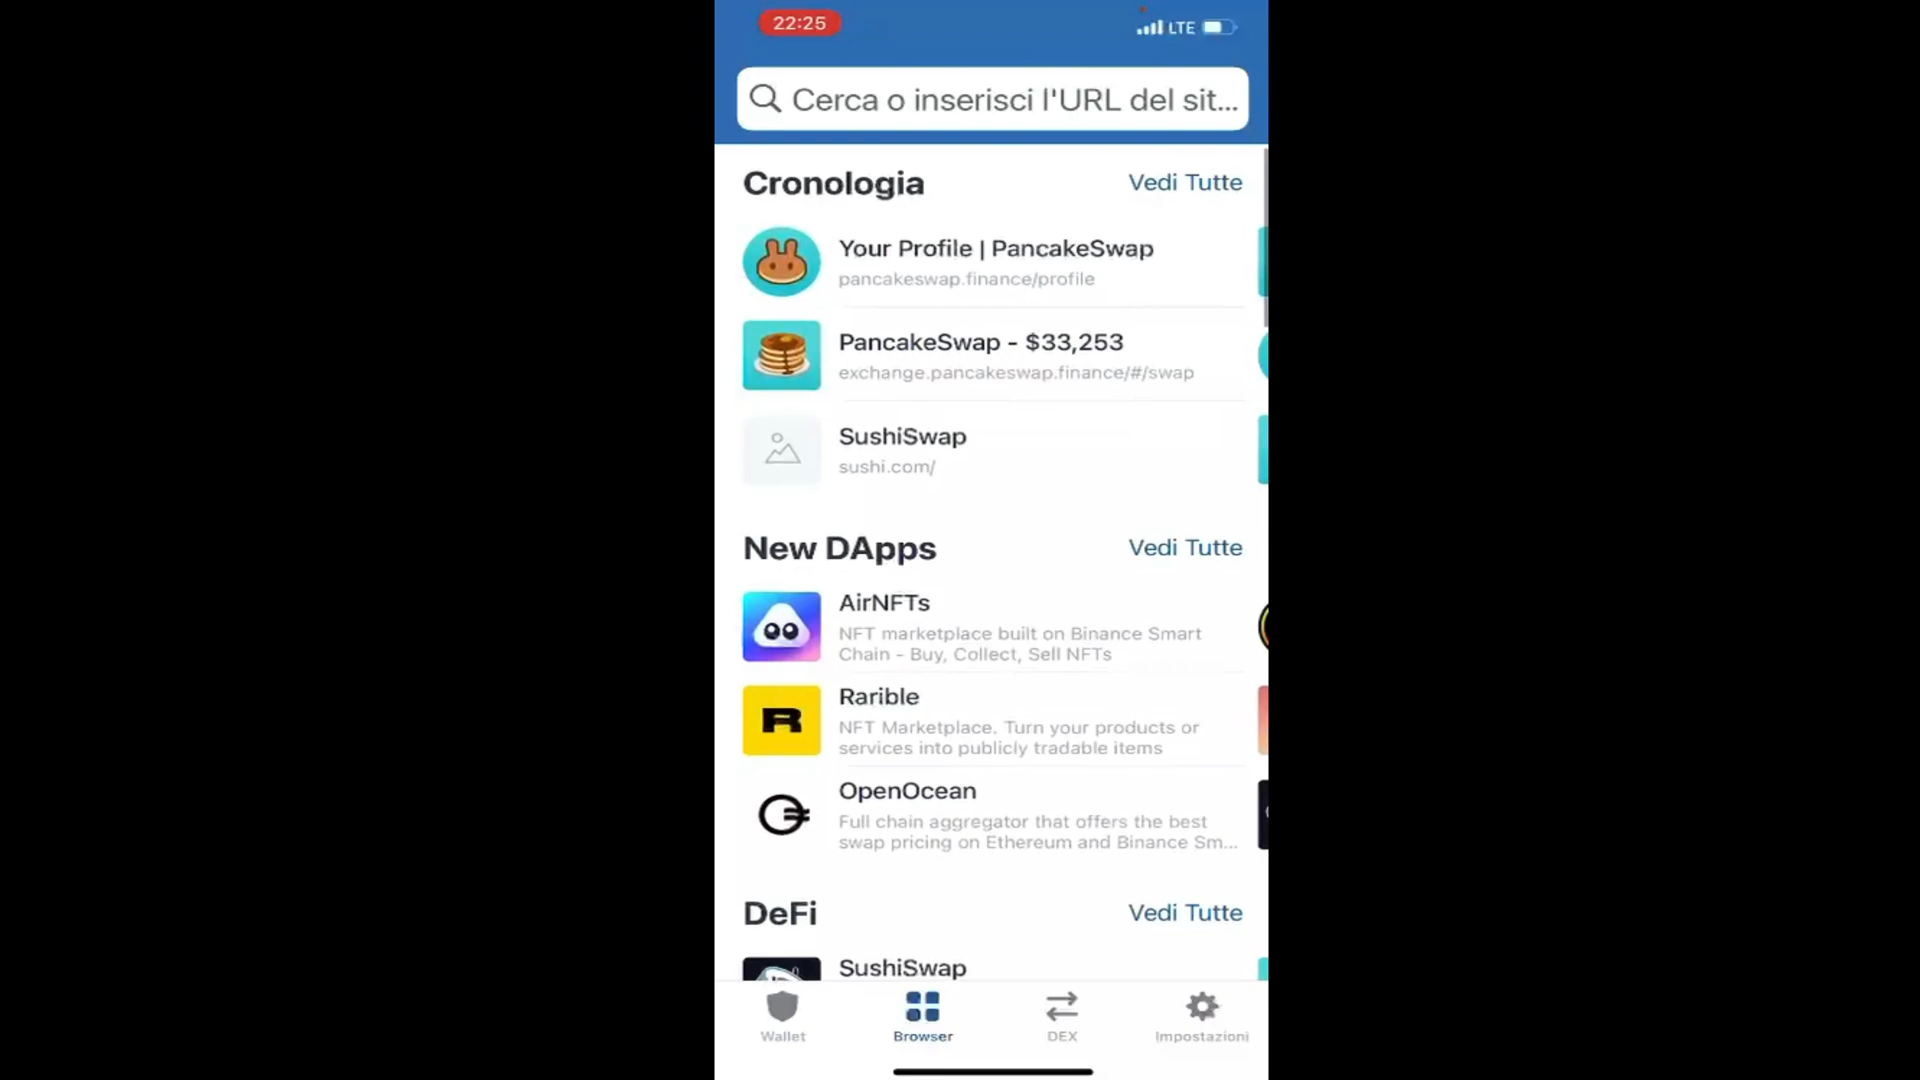 22:25
LTE
Cerca o inserisci l'URL del sit...
Cronologia
Vedi Tutte
Your Profile | PancakeSwap
pancakeswap.finance/profile
PancakeSwap - $33,253
exchange.pancakeswap.finance/#/swap
SushiSwap
sushi.com/
New DApps
Vedi Tutte
AirNFTs
NFT marketplace built on Binance Smart
Chain - Buy, Collect, Sell NFTs
R
Rarible
NFT Marketplace. Turn your products or
services into publicly tradable items
OpenOcean
Full chain aggregator that offers the best
swap pricing on Ethereum and Binance Sm...
DeFi
Vedi Tutte
SushiSwap
Wallet
Browser
DEX
Impostazioni